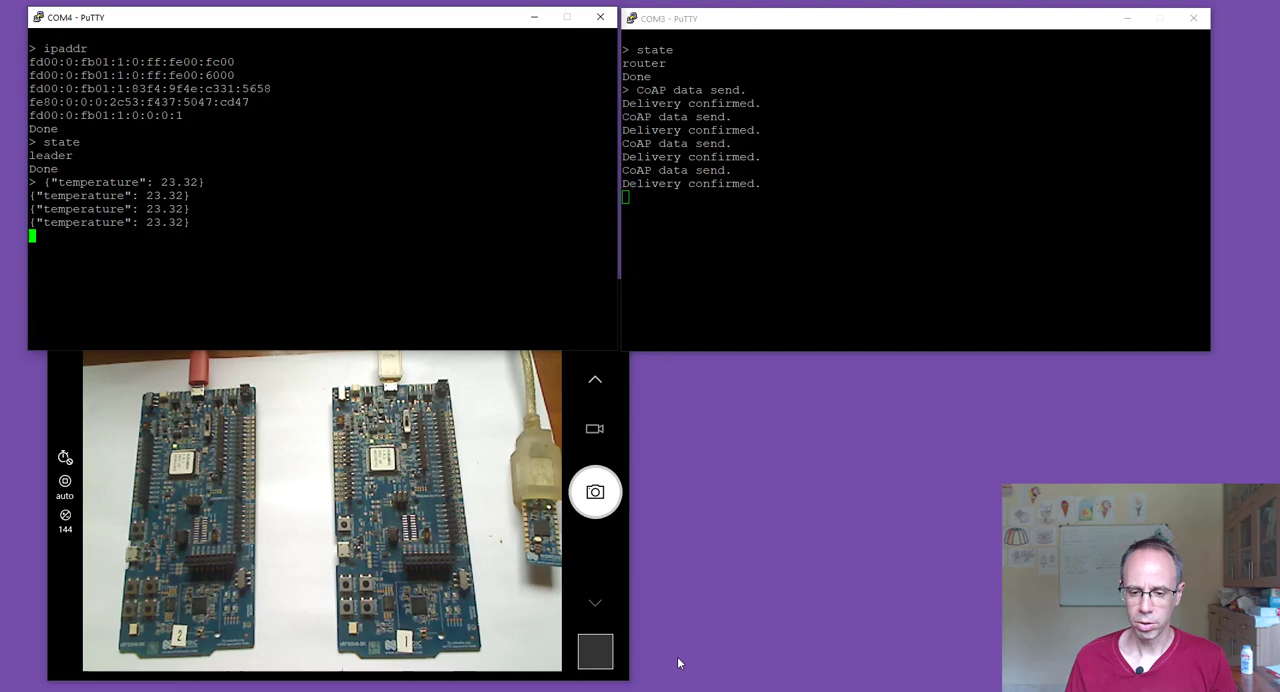 COM4 - PuTTY
> ipaddr
fd00:0:fb01:1:0:ff:fe00:fc00
fd00:0:fb01:1:0:ff:fe00:6000
fd00:0:fb01:1:83f4:9f4e:c331:5658
fe80:0:0:0:2c53:f437:5047:cd47
fd00:0:fb01:1:0:0:0:1
Done
> state
leader
Done
> {"temperature": 23.32}
{"temperature": 23.32}
{"temperature": 23.32}
{"temperature": 23.32}
COM3 - PuTTY
> state
router
Done
> CoAP data send.
Delivery confirmed.
CoAP data send.
Delivery confirmed.
CoAP data send.
Delivery confirmed.
CoAP data send.
Delivery confirmed.
auto
144
2
1